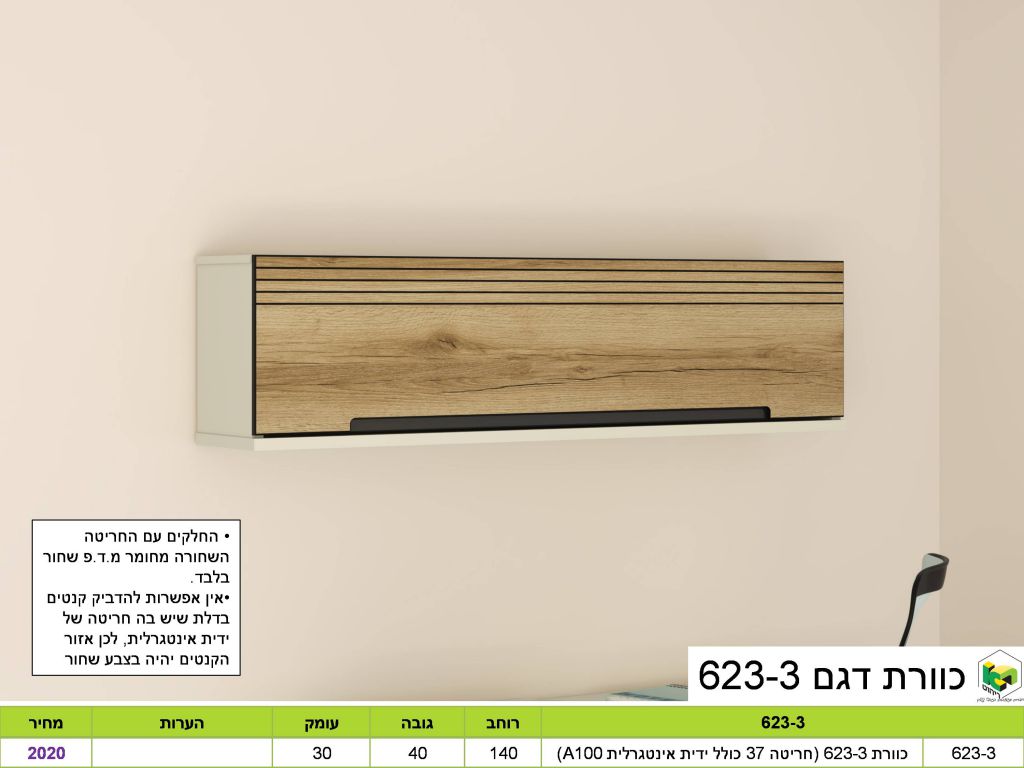 • החלקים עם החריטה
השחורה מחומר מ.ד.פ שחור
בלבד.
•אין אפשרות להדביק קנטים
בדלת שיש בה חריטה של
ידית אינטגרלית, לכן אזור
הקנטים יהיה בצבע שחור
כוורת דגם 623-3
623-3 רוחב גובה עומק הערות מחיר
623-3 כוורת 623-3 (חריטה 37 כולל ידית אינטגרלית A100) 140 40 30 2020